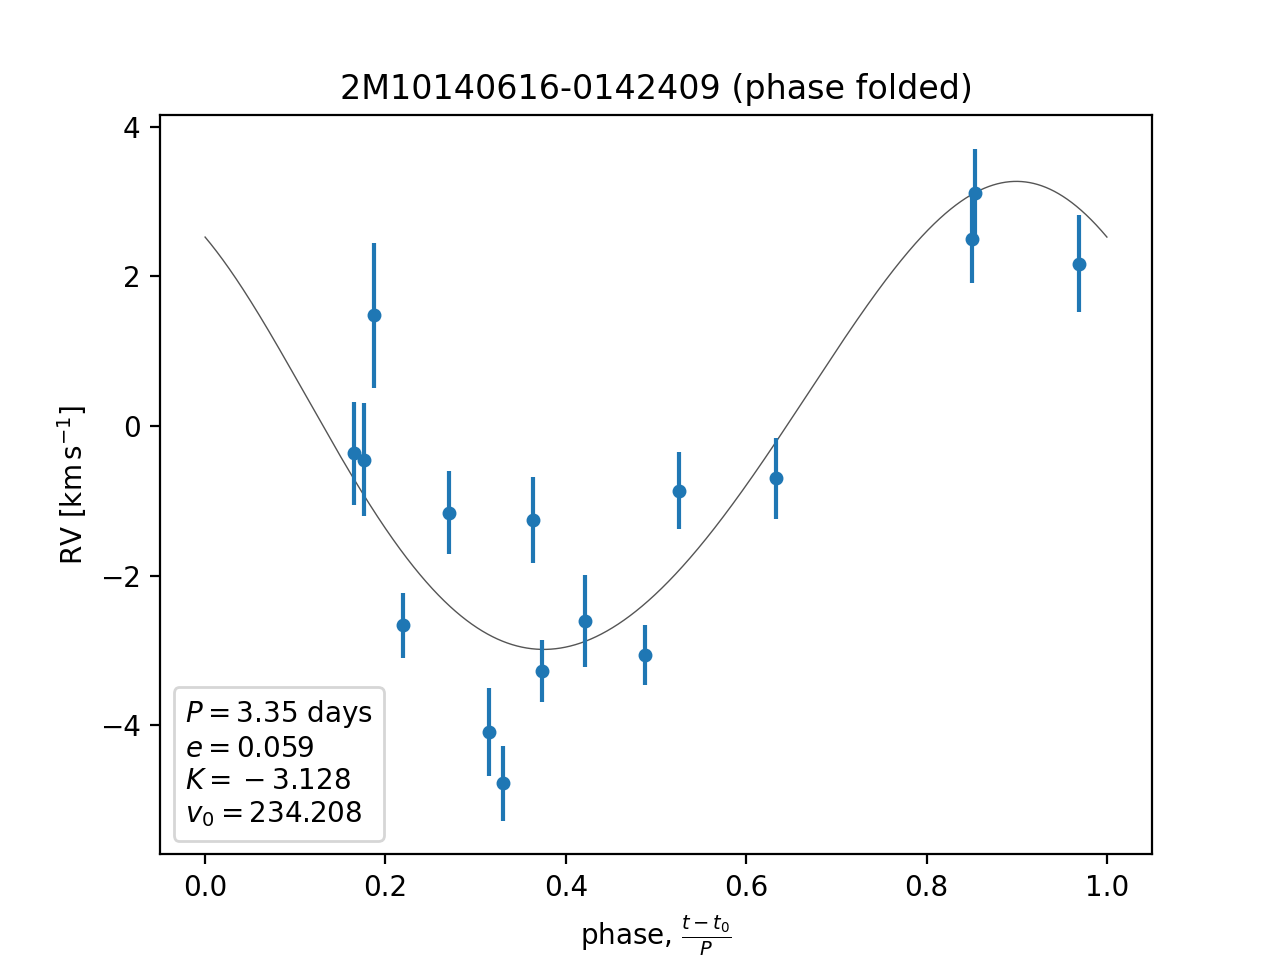 2M10140616-0142409 (phase folded)
4
2
0
−2
−4
RV [km s⁻¹]
P = 3.35 days
e = 0.059
K = − 3.128
v₀ = 234.208
0.0 0.2 0.4 0.6 0.8 1.0
phase, (t − t₀)/P